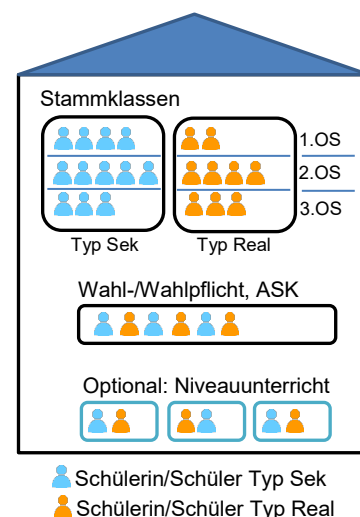 Stammklassen
1.OS
2.OS
3.OS
Typ Sek
Typ Real
Wahl-/Wahlpflicht, ASK
Optional: Niveauunterricht
Schülerin/Schüler Typ Sek
Schülerin/Schüler Typ Real